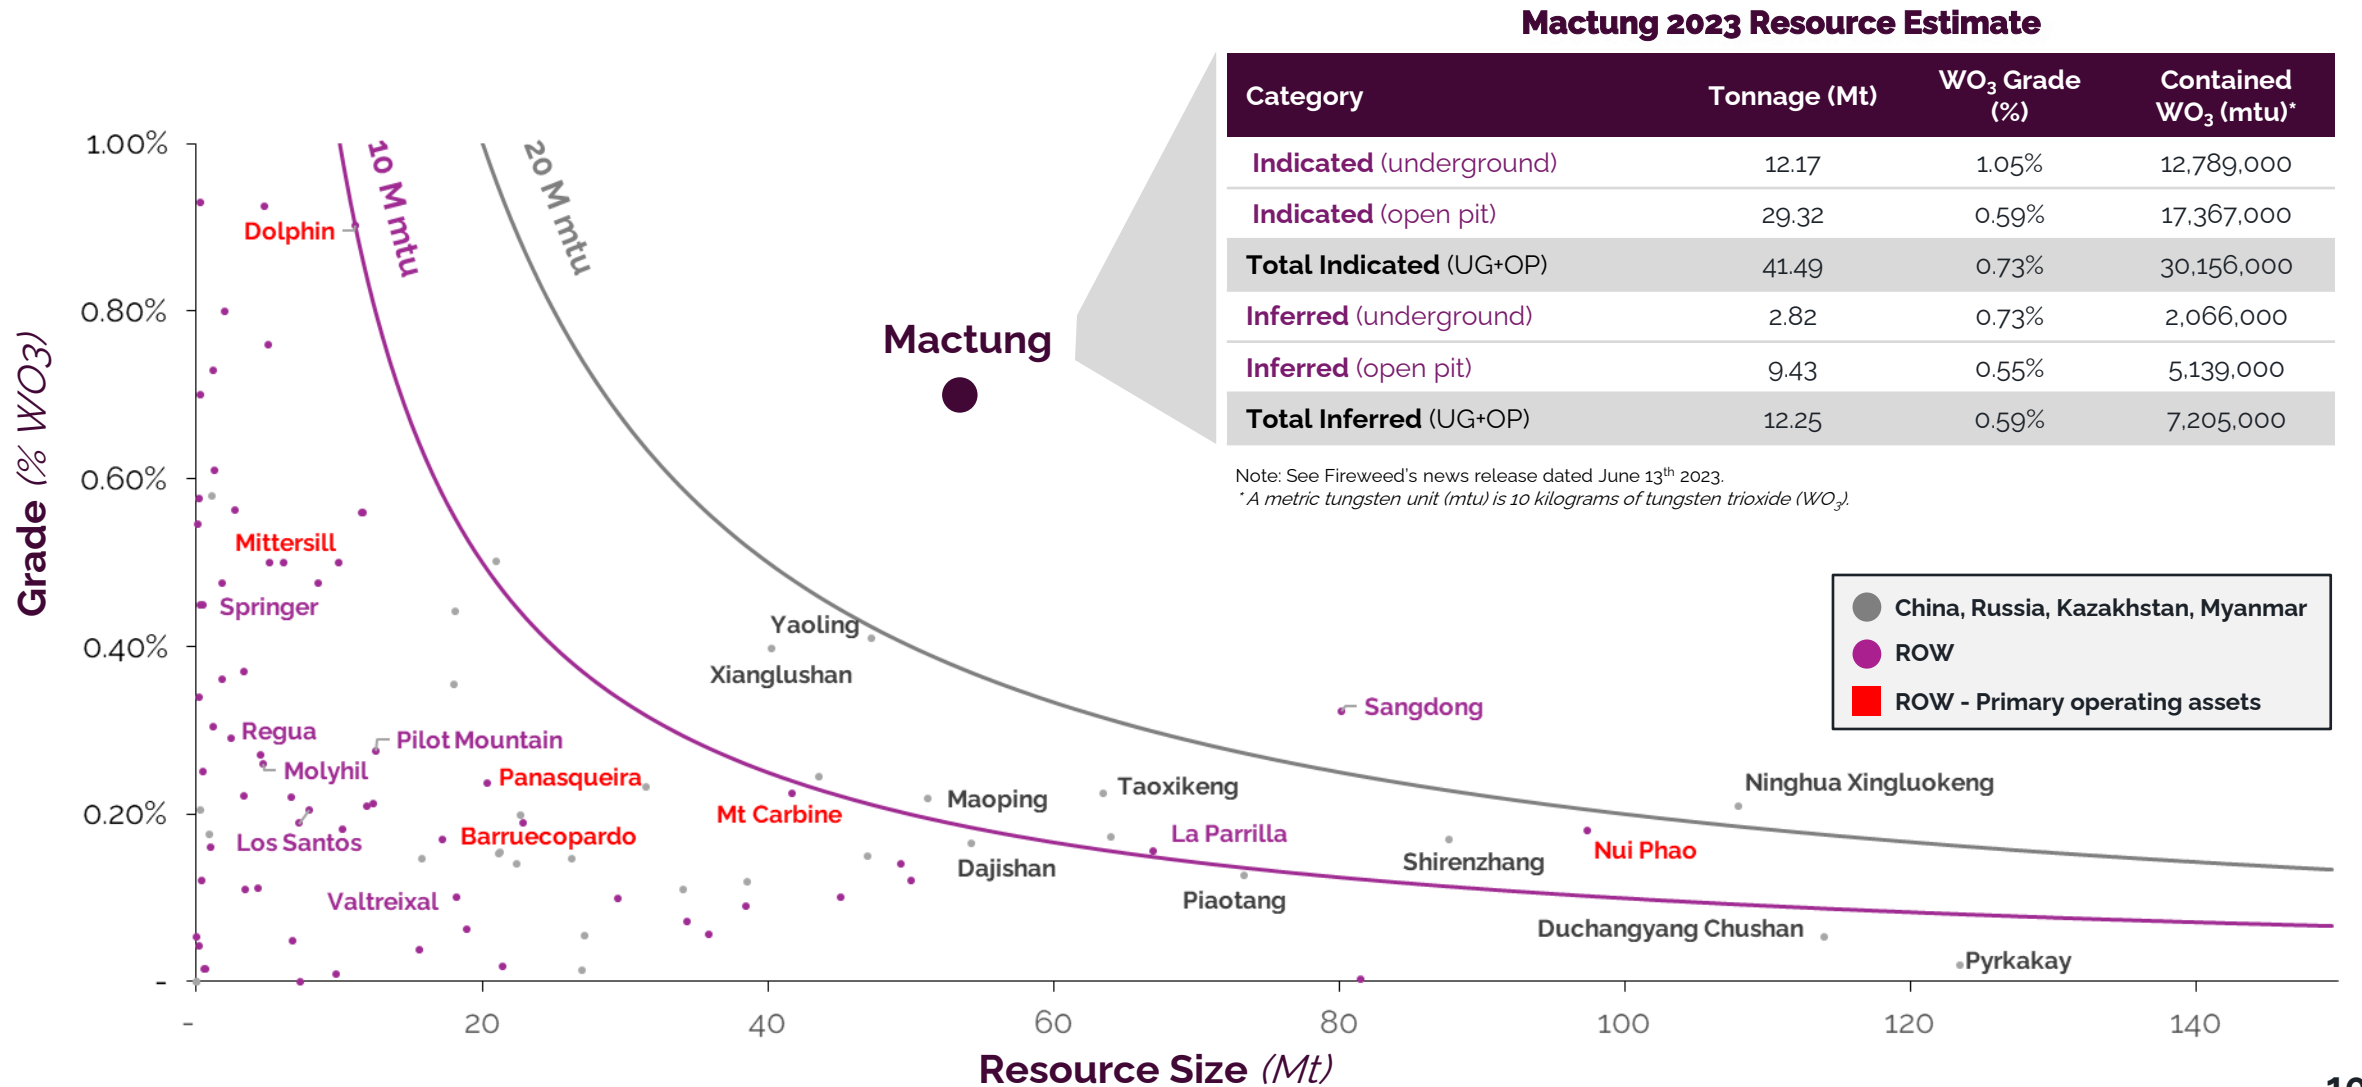 Mactung 2023 Resource Estimate
Category Tonnage (Mt) WO₃ Grade (%) Contained WO₃ (mtu)*
Indicated (underground) 12.17 1.05% 12,789,000
Indicated (open pit) 29.32 0.59% 17,367,000
Total Indicated (UG+OP) 41.49 0.73% 30,156,000
Inferred (underground) 2.82 0.73% 2,066,000
Inferred (open pit) 9.43 0.55% 5,139,000
Total Inferred (UG+OP) 12.25 0.59% 7,205,000
Note: See Fireweed's news release dated June 13th 2023.
* A metric tungsten unit (mtu) is 10 kilograms of tungsten trioxide (WO₃).
Grade (% WO3)
1.00%
0.80%
0.60%
0.40%
0.20%
-
10 M mtu
20 M mtu
Dolphin
Mactung
Mittersill
Springer
Yaoling
Xianglushan
Sangdong
Regua
Pilot Mountain
Molyhil
Panasqueira
Mt Carbine
Maoping
Taoxikeng
Ninghua Xingluokeng
Los Santos
Barruecopardo
La Parrilla
Nui Phao
Dajishan
Shirenzhang
Valtreixal
Piaotang
Duchangyang Chushan
Pyrkakay
China, Russia, Kazakhstan, Myanmar
ROW
ROW - Primary operating assets
- 20 40 60 80 100 120 140
Resource Size (Mt)